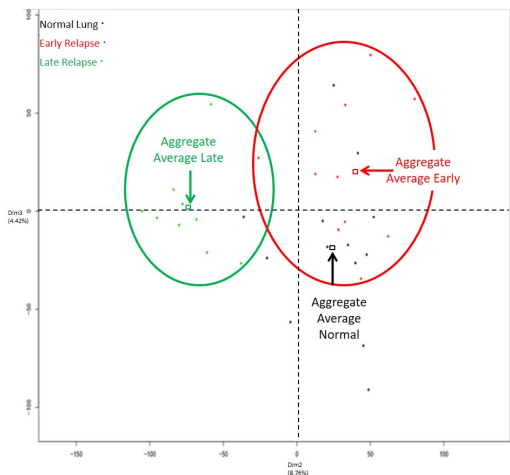 Normal Lung
Early Relapse
Late Relapse
Aggregate
Average Late
Aggregate
Average Early
Aggregate
Average
Normal
Dim3
(4.42%)
100
50
0
-50
-100
-150
-100
-50
0
50
100
Dim2
(8.76%)